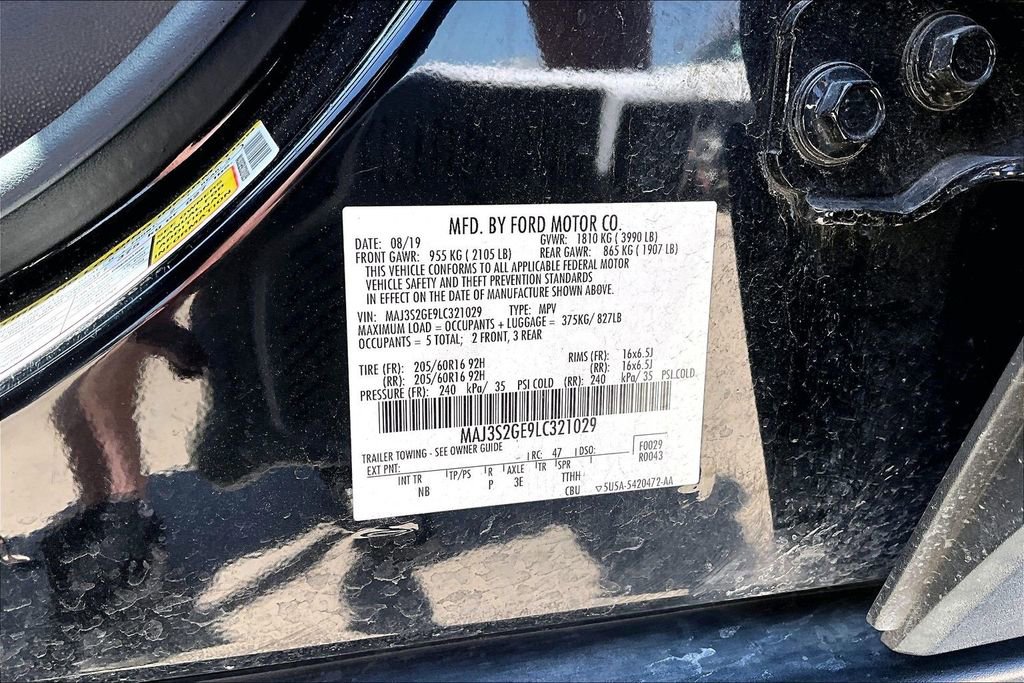 MFD. BY FORD MOTOR CO.
DATE: 08/19 GVWR: 1810 KG ( 3990 LB)
FRONT GAWR: 955 KG ( 2105 LB) REAR GAWR: 865 KG ( 1907 LB)
THIS VEHICLE CONFORMS TO ALL APPLICABLE FEDERAL MOTOR
VEHICLE SAFETY AND THEFT PREVENTION STANDARDS
IN EFFECT ON THE DATE OF MANUFACTURE SHOWN ABOVE.
VIN: MAJ3S2GE9LC321029 TYPE: MPV
MAXIMUM LOAD = OCCUPANTS + LUGGAGE = 375KG/ 827LB
OCCUPANTS = 5 TOTAL; 2 FRONT, 3 REAR
TIRE (FR): 205/60R16 92H RIMS (FR): 16x6.5J
(RR): 205/60R16 92H (RR): 16x6.5J
PRESSURE (FR): 240 kPa/ 35 PSI COLD (RR): 240 kPa/ 35 PSI.COLD.
MAJ3S2GE9LC321029
TRAILER TOWING - SEE OWNER GUIDE - |RC: 47 |DSO: F0029
EXT PNT: R0043
INT TR |TP/PS |R |AXLE |TR |SPR |
NB P 3E TTHH
CBU ▽5U5A-5420472-AA